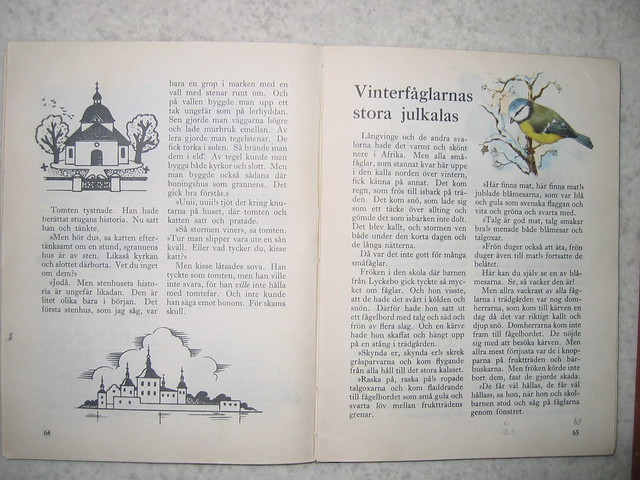 Tomten tystnade. Han hade
berättat stugans historia. Nu satt
han och tänkte.
»Men hör du», sa katten efter-
tänksamt om en stund, »grannens
hus är av sten. Likaså kyrkan
och slottet därborta. Vet du inget
om dem?»
»Jodå. Men stenhusets histo-
ria är ungefär likadan. Den är
litet olika bara i början. Det
första stenhus, som jag såg, var
64
bara en grop i marken med en
vall med stenar runt om. Och
på vallen byggde man upp ett
tak ungefär som på lerhyddan.
Sen gjorde man väggarna högre
och lade murbruk emellan. Av
lera gjorde man tegelstenar. De
fick torka i solen. Så brände man
dem i eld. Av tegel kunde man
bygga både kyrkor och slott. Men
man byggde också sådana där
boningshus som grannens. Det
gick bra förstås.»
»Uuii, uuii!» tjöt det kring knu-
tarna på huset, där tomten och
katten satt och pratade.
»Så stormen viner», sa tomten.
»Tur man slipper vara ute en sån
kväll. Eller vad tycker du, kisse
katt?»
Men kisse låtsades sova. Han
tyckte som tomten, men han ville
inte svara, för han ville inte hålla
med tomtefar. Och inte kunde
han säga emot honom. För skams
skull.
Vinterfåglarnas
stora julkalas
Långvinge och de andra sva-
lorna hade det varmt och skönt
nere i Afrika. Men alla små-
fåglar, som stannat kvar här uppe
i den kalla norden över vintern,
fick känna på annat. Det kom
regn, som frös till isbark på trä-
den. Det kom snö, som lade sig
som ett täcke över allting och
gömde det som isbarken inte dolt.
Det blev kallt, och stormen ven
både under den korta dagen och
de långa nätterna.
Då var det inte gott för många
småfåglar.
Fröken i skolan där barnen
från Lyckebo gick tyckte så myc-
ket om fåglar. Och hon visste,
att de hade det svårt i kölden och
snön. Därför hade hon satt ut
ett fågelbord med talg och säd och
frön av flera slag. Och en kärve
hade hon skaffat och hängt upp
på en stång i trädgården.
»Skynda er, skynda er!» skrek
gråsparvarna och kom flygande
från alla håll till det stora kalaset.
»Raska på, raska på!» ropade
talgoxarna och kom fladdrande
till fågelbordet som små gula och
svarta löv mellan fruktträdens
grenar.
»Här finns mat, här finns mat!»
jublade blåmesarna, som var blå
och gula som svenska flaggan och
vita och gröna och svarta med.
»Talg är god mat, talg smakar
bra!» menade både blåmesar och
talgoxar.
»Frön duger också att äta, frön
duger även till mat!» fortsatte de
belåtet.
Här kan du själv se en av blå-
mesarna. Se, så vacker den är!
Men allra vackrast av alla fåg-
larna i trädgården var nog dom-
herrarna, som kom till kärven en
dag då det var riktigt kallt och
djup snö. Domherrarna kom inte
fram till fågelbordet. De nöjde
sig med att besöka kärven. Men
allra mest förtjusta var de i knop-
parna på fruktträden och bär-
buskarna. Men fröken körde inte
bort dem, fast de gjorde skada.
»De får väl hållas, de får väl
hållas», sa hon, när hon och skol-
barnen stod och såg på fåglarna
genom fönstret.
65
65